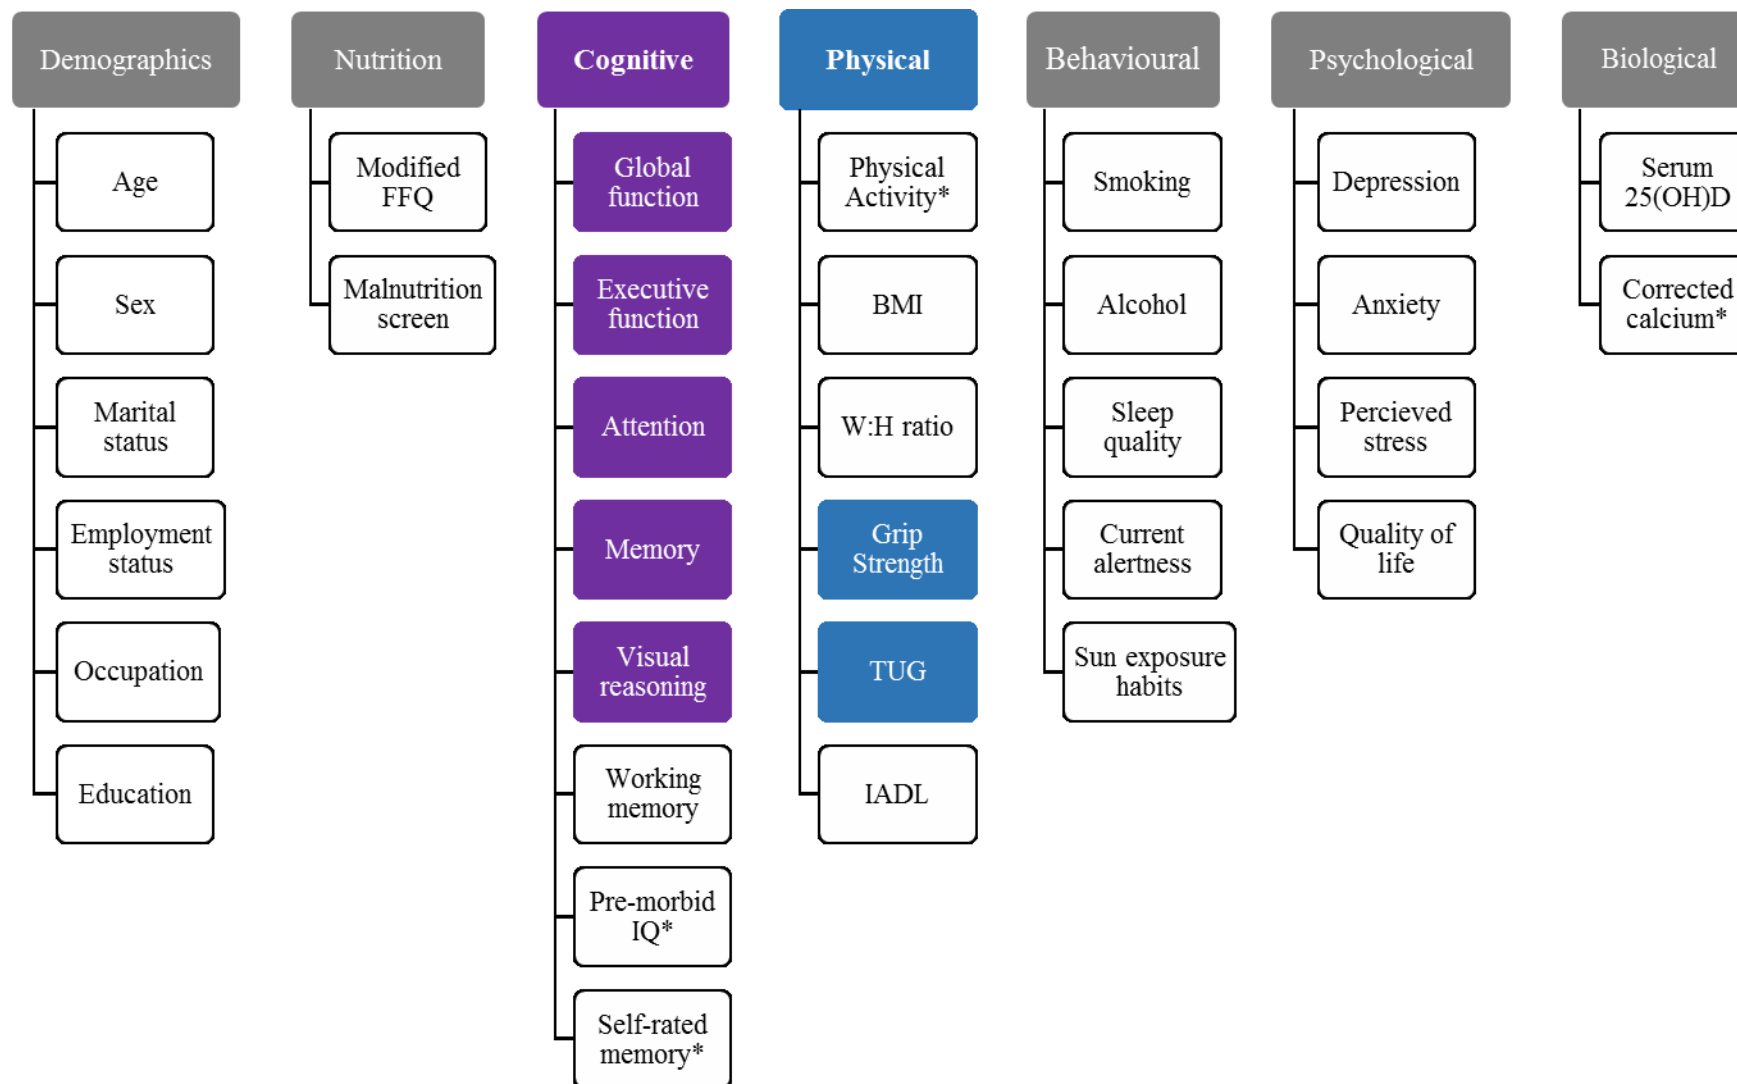 Demographics
Age
Sex
Marital
status
Employment
status
Occupation
Education
Nutrition
Modified
FFQ
Malnutrition
screen
Cognitive
Global
function
Executive
function
Attention
Memory
Visual
reasoning
Working
memory
Pre-morbid
IQ*
Self-rated
memory*
Physical
Physical
Activity*
BMI
W:H ratio
Grip
Strength
TUG
IADL
Behavioural
Smoking
Alcohol
Sleep
quality
Current
alertness
Sun exposure
habits
Psychological
Depression
Anxiety
Percieved
stress
Quality of
life
Biological
Serum
25(OH)D
Corrected
calcium*